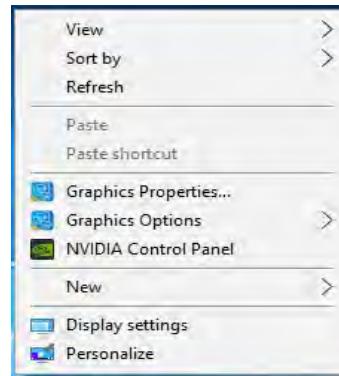 View
Sort by
Refresh
Paste
Paste shortcut
Graphics Properties...
Graphics Options
NVIDIA Control Panel
New
Display settings
Personalize